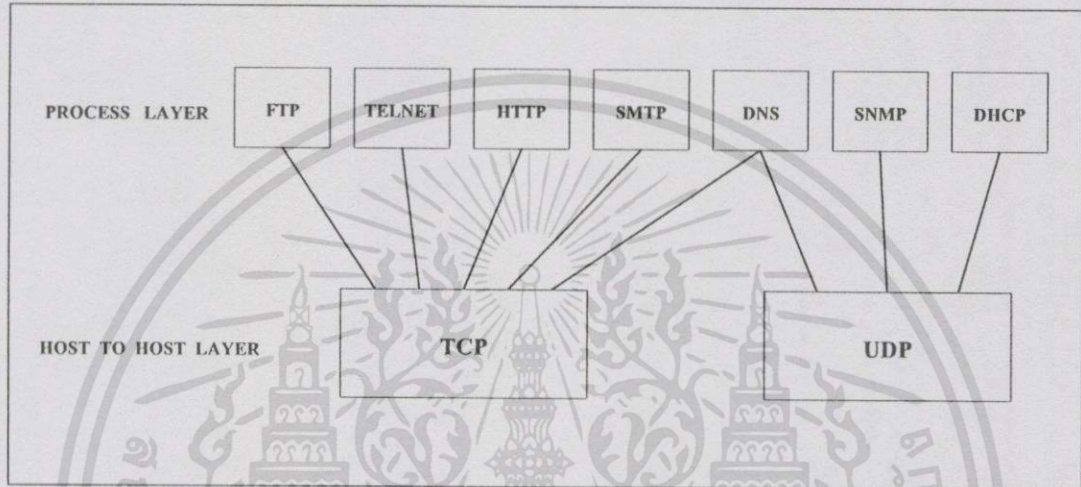 PROCESS LAYER FTP TELNET HTTP SMTP DNS SNMP DHCP
HOST TO HOST LAYER TCP UDP